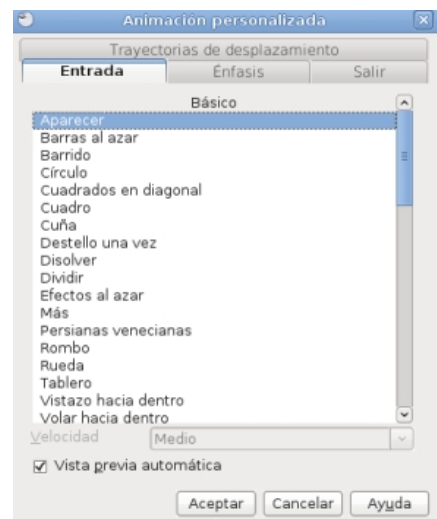 Animación personalizada
Trayectorias de desplazamiento
Entrada Énfasis Salir
Básico
Aparecer
Barras al azar
Barrido
Círculo
Cuadrados en diagonal
Cuadro
Cuña
Destello una vez
Disolver
Dividir
Efectos al azar
Más
Persianas venecianas
Rombo
Rueda
Tablero
Vistazo hacia dentro
Volar hacia dentro
Velocidad Medio
Vista previa automática
Aceptar Cancelar Ayuda